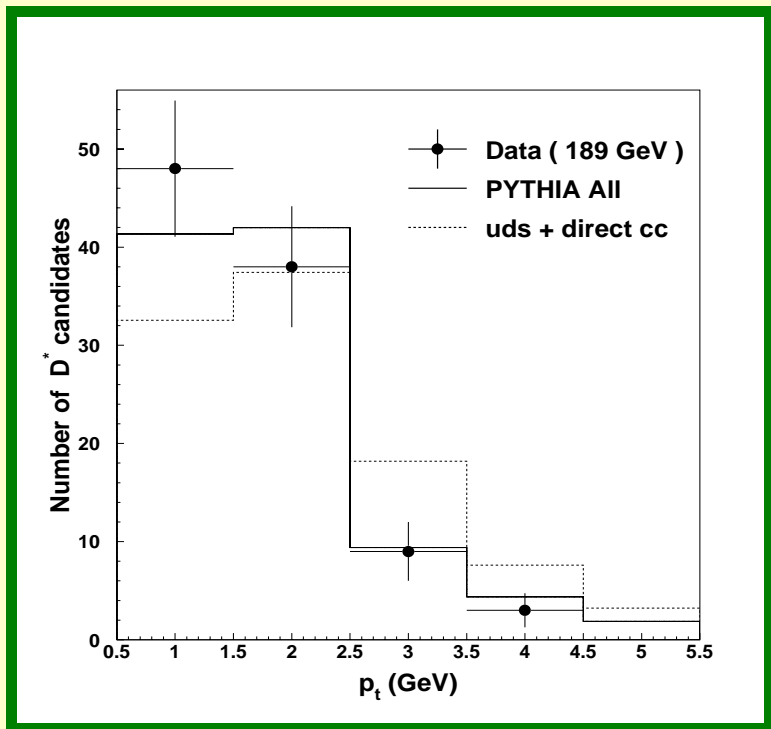 Data ( 189 GeV )
PYTHIA All
uds + direct cc
Number of D* candidates
50
40
30
20
10
0
0.5 1 1.5 2 2.5 3 3.5 4 4.5 5 5.5
pt (GeV)